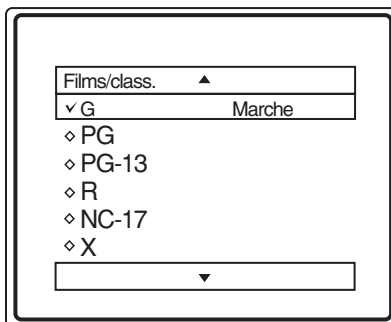 Films/class. ▲
✓ G Marche
◇ PG
◇ PG-13
◇ R
◇ NC-17
◇ X
▼